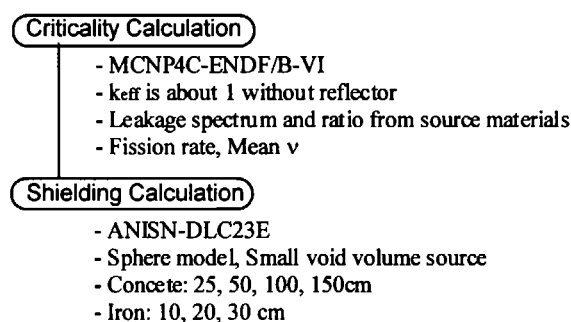 Criticality Calculation
- MCNP4C-ENDF/B-VI
- keff is about 1 without reflector
- Leakage spectrum and ratio from source materials
- Fission rate, Mean ν
Shielding Calculation
- ANISN-DLC23E
- Sphere model, Small void volume source
- Concete: 25, 50, 100, 150cm
- Iron: 10, 20, 30 cm